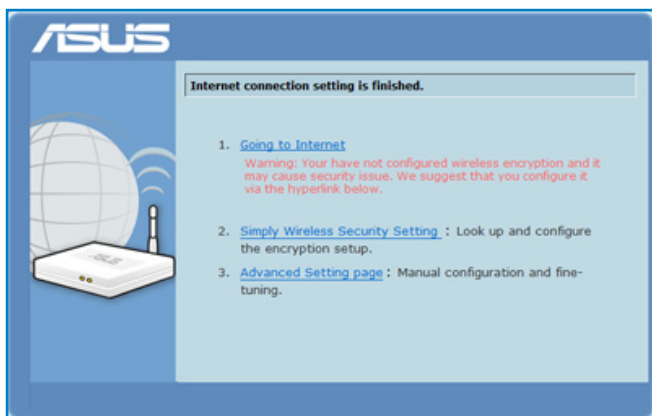 ASUS
Internet connection setting is finished.
1. Going to Internet
Warning: Your have not configured wireless encryption and it
may cause security issue. We suggest that you configure it
via the hyperlink below.
2. Simply Wireless Security Setting : Look up and configure
the encryption setup.
3. Advanced Setting page : Manual configuration and fine-
tuning.